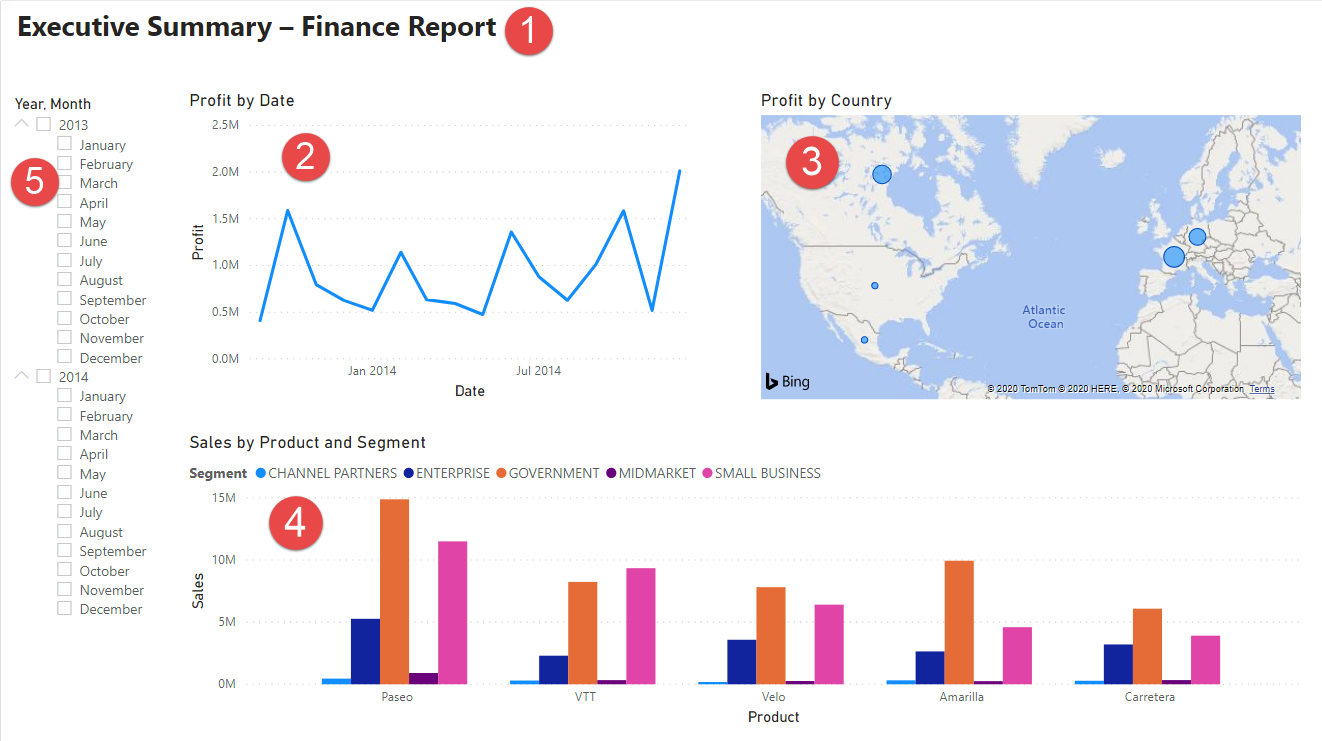 Executive Summary – Finance Report
1
Year, Month
2013
January
February
March
April
May
June
July
August
September
October
November
December
2014
January
February
March
April
May
June
July
August
September
October
November
December
5
Profit by Date
2
2.5M
2.0M
1.5M
1.0M
0.5M
0.0M
Profit
Jan 2014 Jul 2014
Date
Profit by Country
3
Atlantic
Ocean
Bing
© 2020 TomTom © 2020 HERE, © 2020 Microsoft Corporation Terms
Sales by Product and Segment
Segment CHANNEL PARTNERS ENTERPRISE GOVERNMENT MIDMARKET SMALL BUSINESS
4
15M
10M
5M
0M
Sales
Paseo VTT Velo Amarilla Carretera
Product